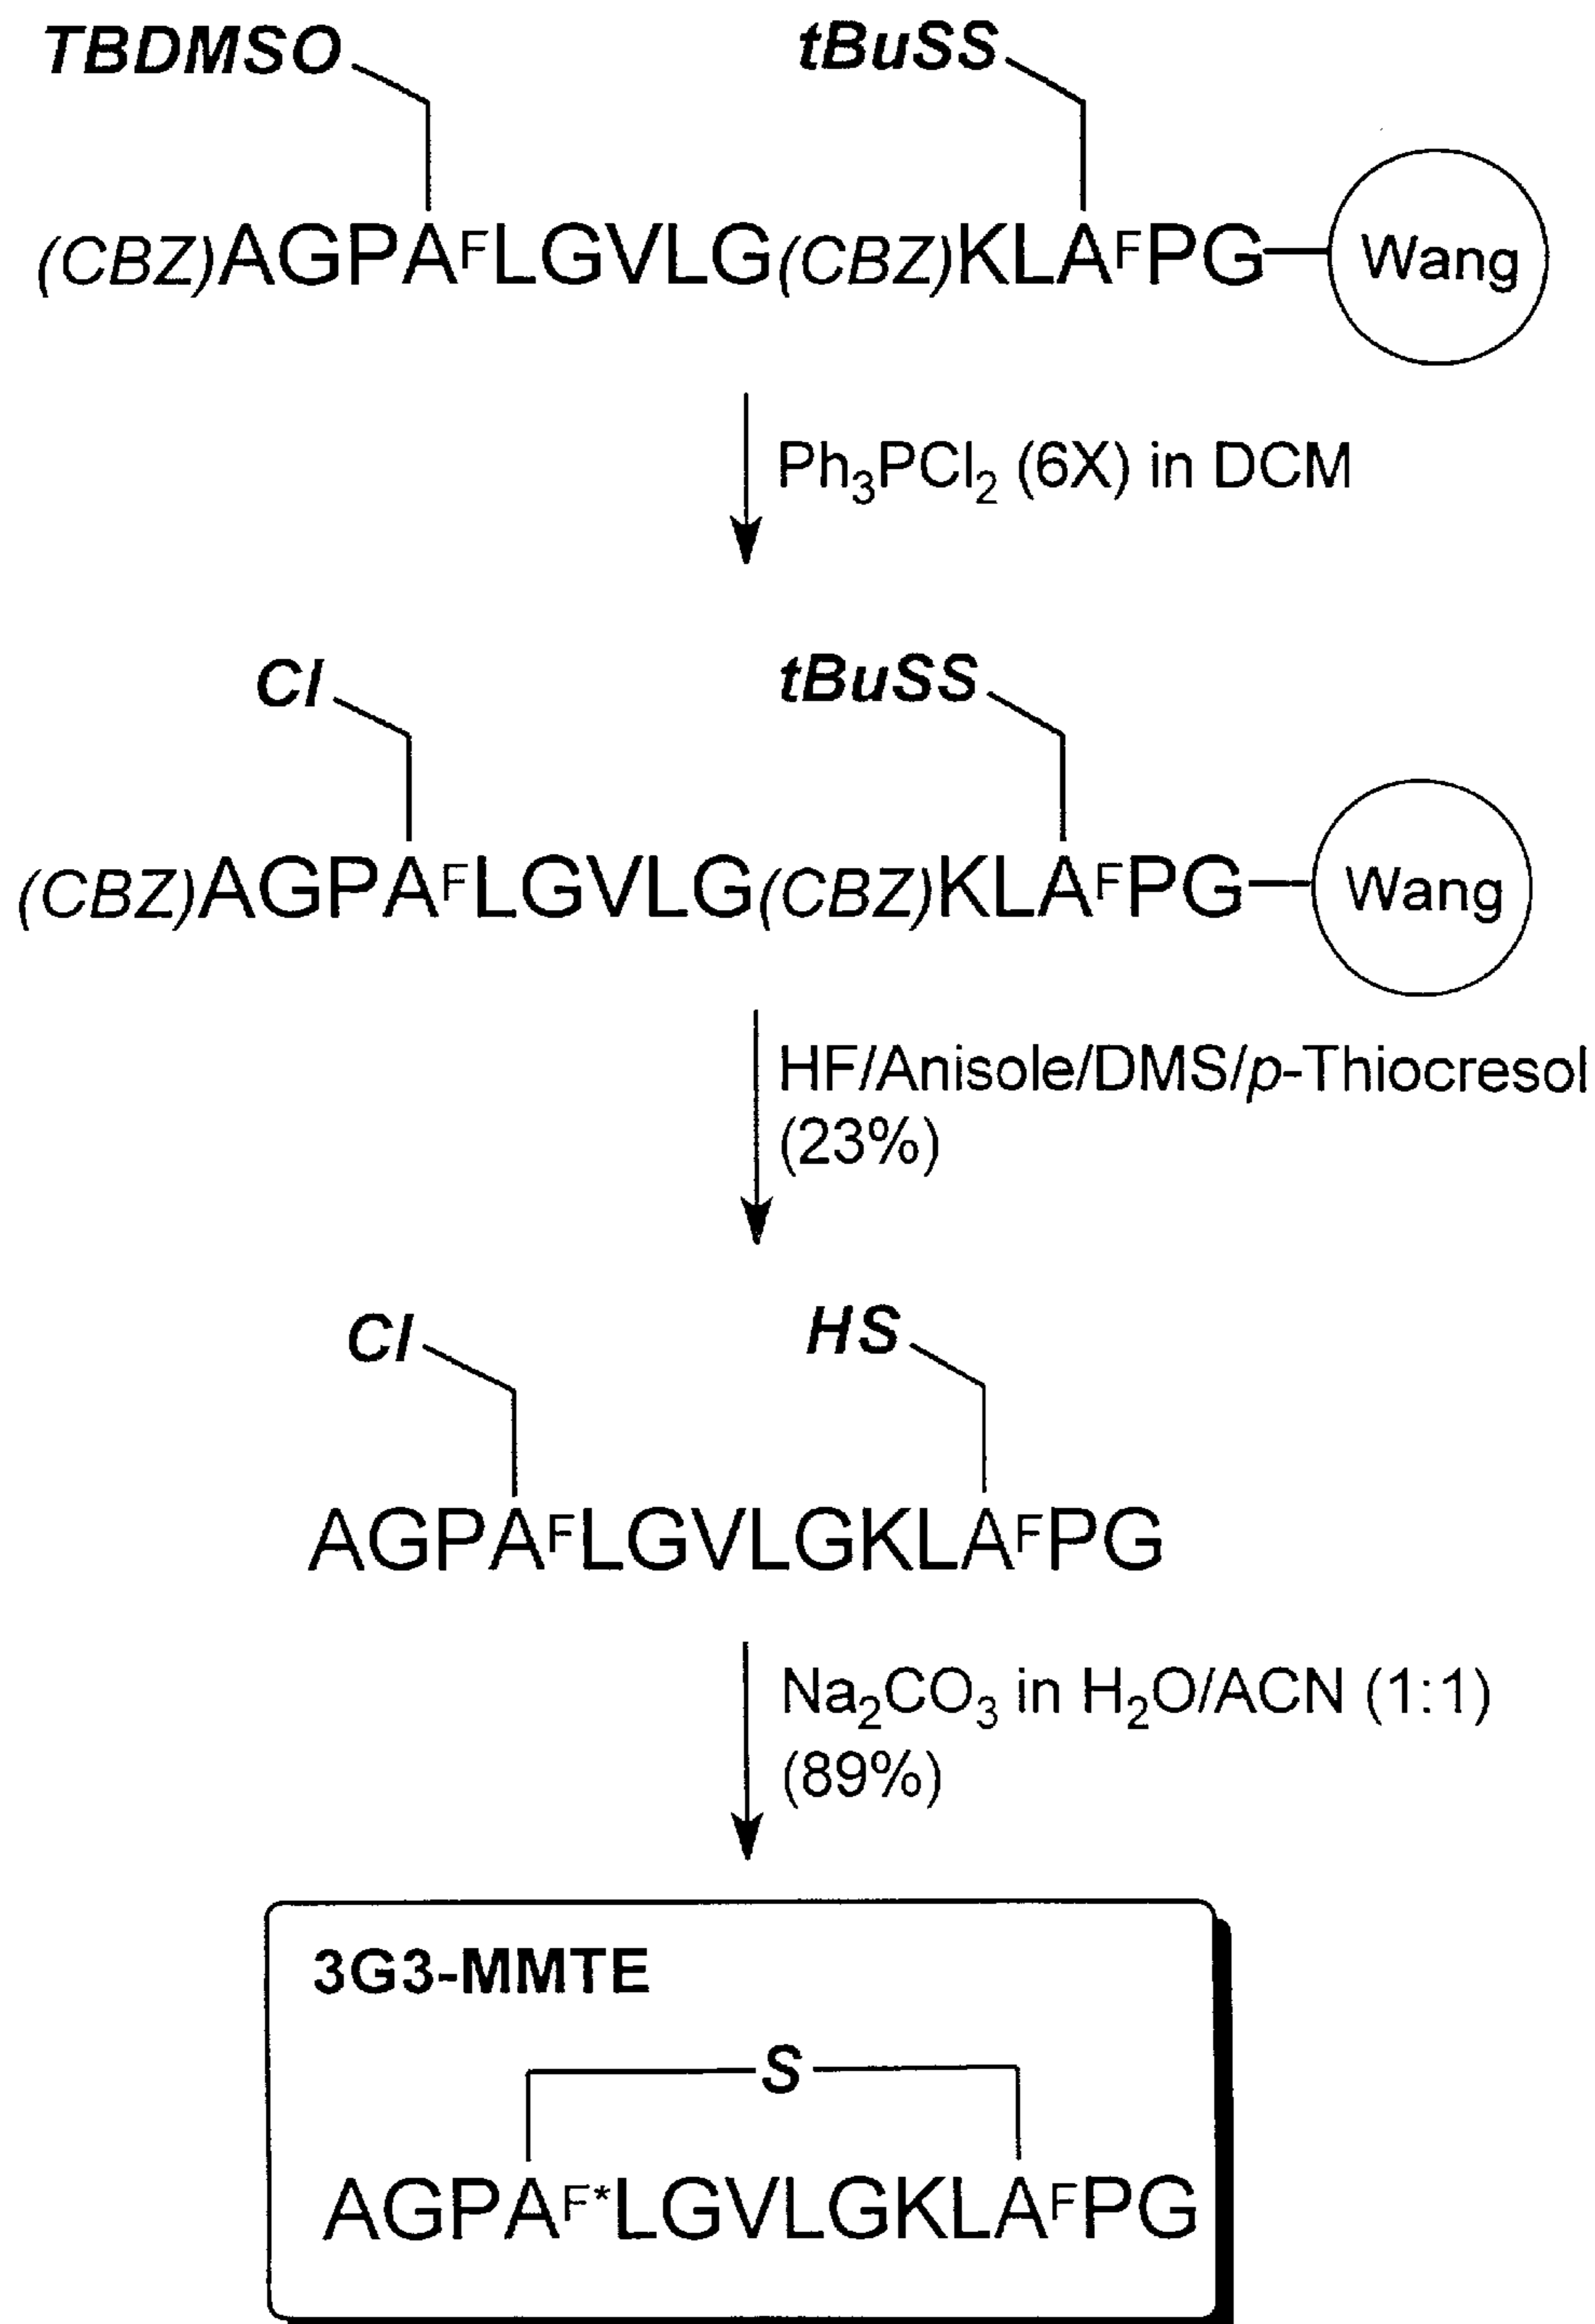 TBDMSO tBuSS
(CBZ)AGPAFLGVLG(CBZ)KLAFPG Wang
Ph3PCl2 (6X) in DCM
Cl tBuSS
(CBZ)AGPAFLGVLG(CBZ)KLAFPG Wang
HF/Anisole/DMS/p-Thiocresol
(23%)
Cl HS
AGPAFLGVLGKLAFPG
Na2CO3 in H2O/ACN (1:1)
(89%)
3G3-MMTE
S
AGPAF*LGVLGKLAFPG